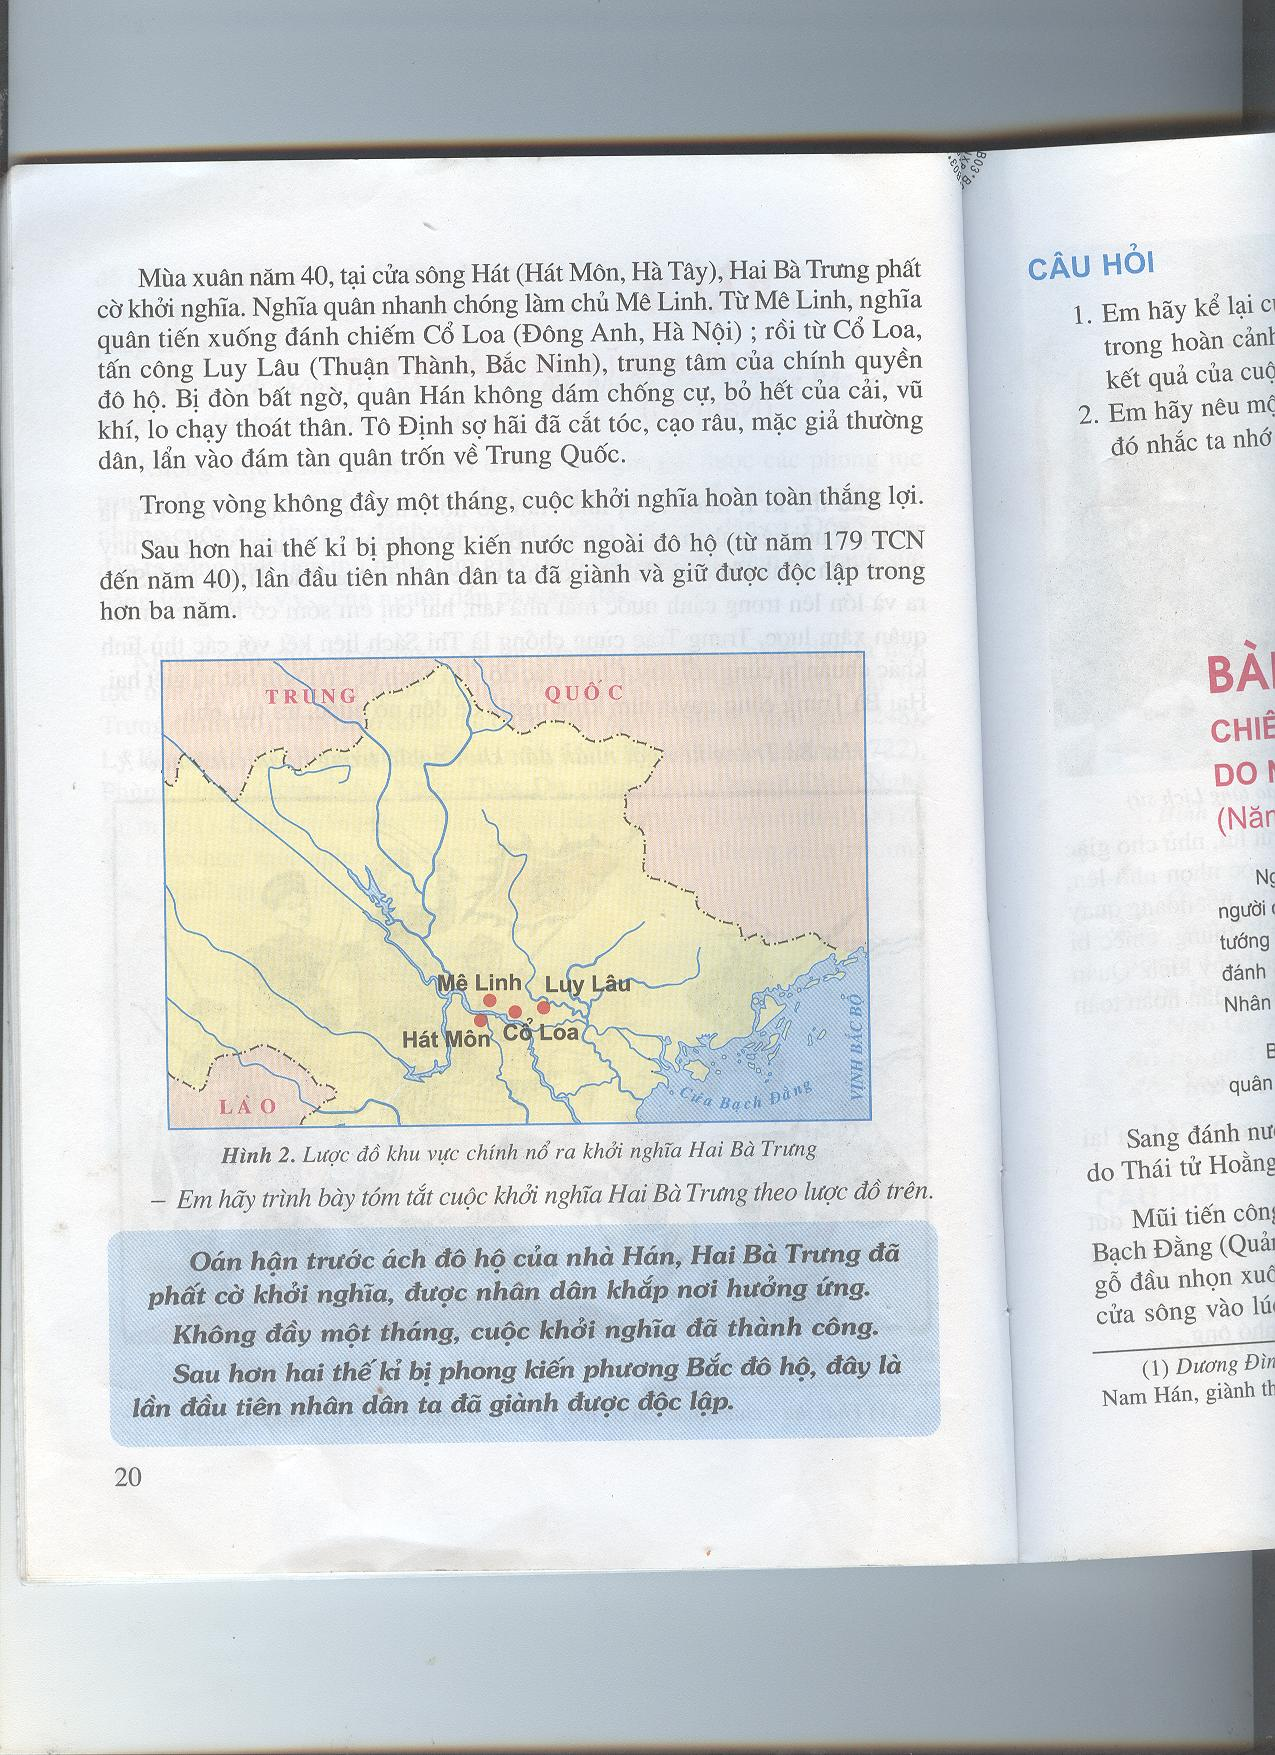 Mùa xuân năm 40, tại cửa sông Hát (Hát Môn, Hà Tây), Hai Bà Trưng phất
cờ khởi nghĩa. Nghĩa quân nhanh chóng làm chủ Mê Linh. Từ Mê Linh, nghĩa
quân tiến xuống đánh chiếm Cổ Loa (Đông Anh, Hà Nội) ; rồi từ Cổ Loa,
tấn công Luy Lâu (Thuận Thành, Bắc Ninh), trung tâm của chính quyền
đô hộ. Bị đòn bất ngờ, quân Hán không dám chống cự, bỏ hết của cải, vũ
khí, lo chạy thoát thân. Tô Định sợ hãi đã cắt tóc, cạo râu, mặc giả thường
dân, lẩn vào đám tàn quân trốn về Trung Quốc.
Trong vòng không đầy một tháng, cuộc khởi nghĩa hoàn toàn thắng lợi.
Sau hơn hai thế kỉ bị phong kiến nước ngoài đô hộ (từ năm 179 TCN
đến năm 40), lần đầu tiên nhân dân ta đã giành và giữ được độc lập trong
hơn ba năm.
TRUNG QUỐC
Mê Linh Luy Lâu
Hát Môn Cổ Loa
LÀO
Cửa Bạch Đằng
VỊNH BẮC BỘ
Hình 2. Lược đồ khu vực chính nổ ra khởi nghĩa Hai Bà Trưng
– Em hãy trình bày tóm tắt cuộc khởi nghĩa Hai Bà Trưng theo lược đồ trên.
Oán hận trước ách đô hộ của nhà Hán, Hai Bà Trưng đã
phất cờ khởi nghĩa, được nhân dân khắp nơi hưởng ứng.
Không đầy một tháng, cuộc khởi nghĩa đã thành công.
Sau hơn hai thế kỉ bị phong kiến phương Bắc đô hộ, đây là
lần đầu tiên nhân dân ta đã giành được độc lập.
20
CÂU HỎI
1. Em hãy kể lại
trong hoàn cảnh
kết quả của
2. Em hãy nêu
đó nhắc ta nhớ
BÀI
DO
(Năm
người
tướng
đánh
Nhân
quân
Sang đánh
do Thái tử
Mũi tiến công
Bạch Đằng
gỗ đầu nhọn
cửa sông vào
(1) Dương
Nam Hán, giành